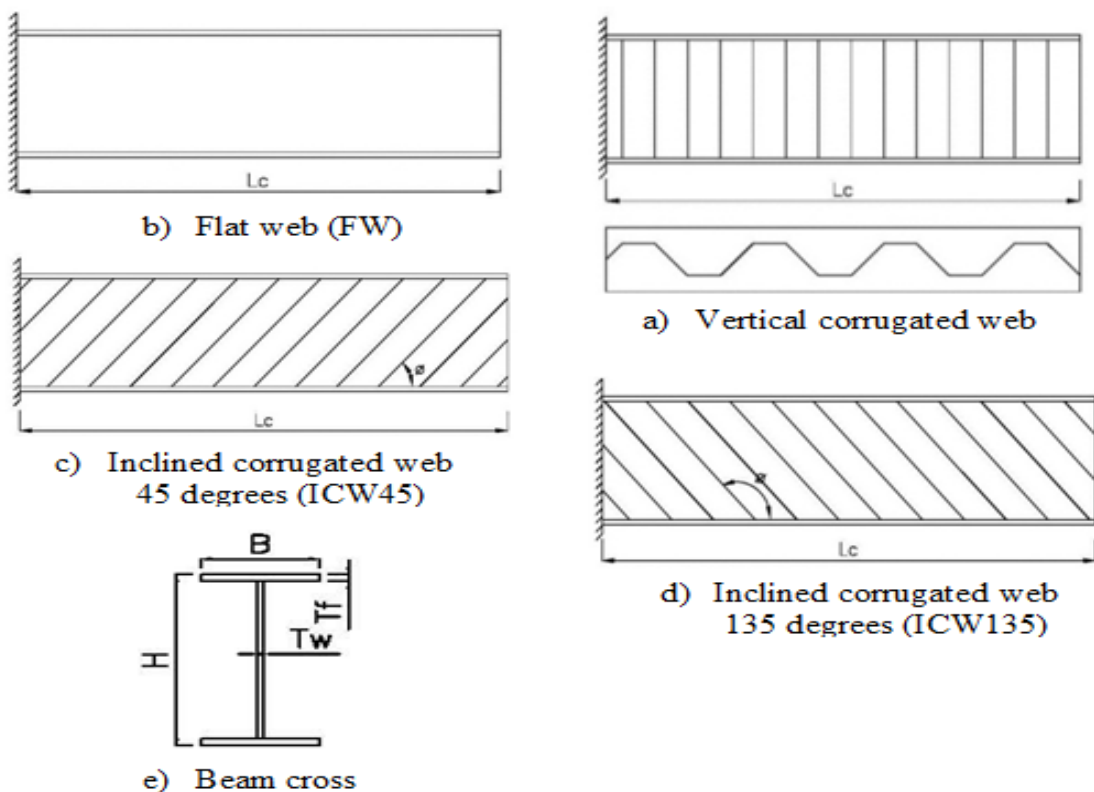 Lc
b) Flat web (FW)
Lc
a) Vertical corrugated web
ø
Lc
c) Inclined corrugated web
45 degrees (ICW45)
ø
Lc
d) Inclined corrugated web
135 degrees (ICW135)
B
Tf
Tw
H
e) Beam cross